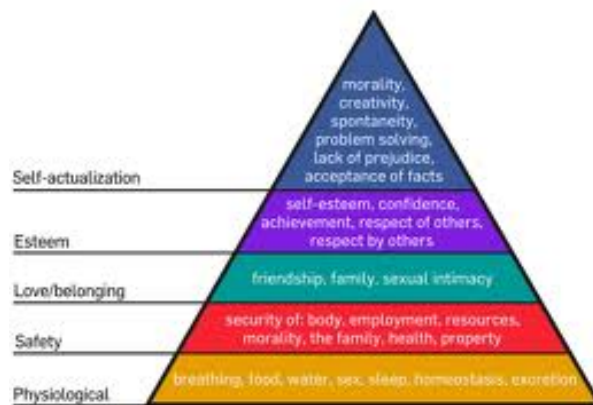 morality,
creativity,
spontaneity,
problem solving,
lack of prejudice,
acceptance of facts
Self-actualization
self-esteem, confidence,
achievement, respect of others,
respect by others
Esteem
friendship, family, sexual intimacy
Love/belonging
security of: body, employment, resources,
morality, the family, health, property
Safety
breathing, food, water, sex, sleep, homeostasis, excretion
Physiological